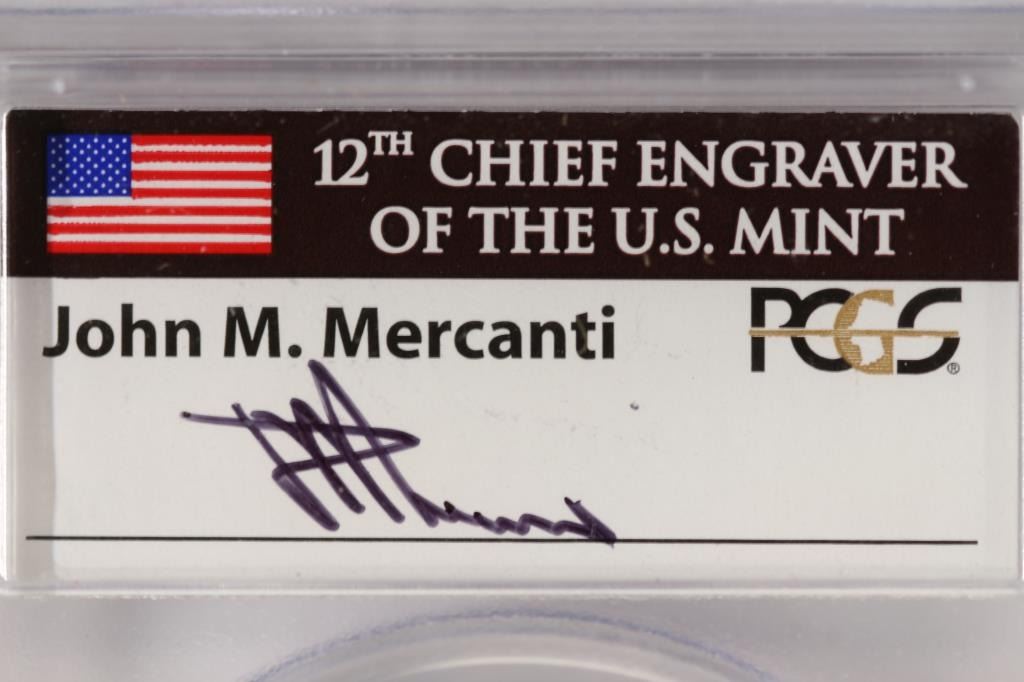 12TH CHIEF ENGRAVER
OF THE U.S. MINT
John M. Mercanti
PCGS®